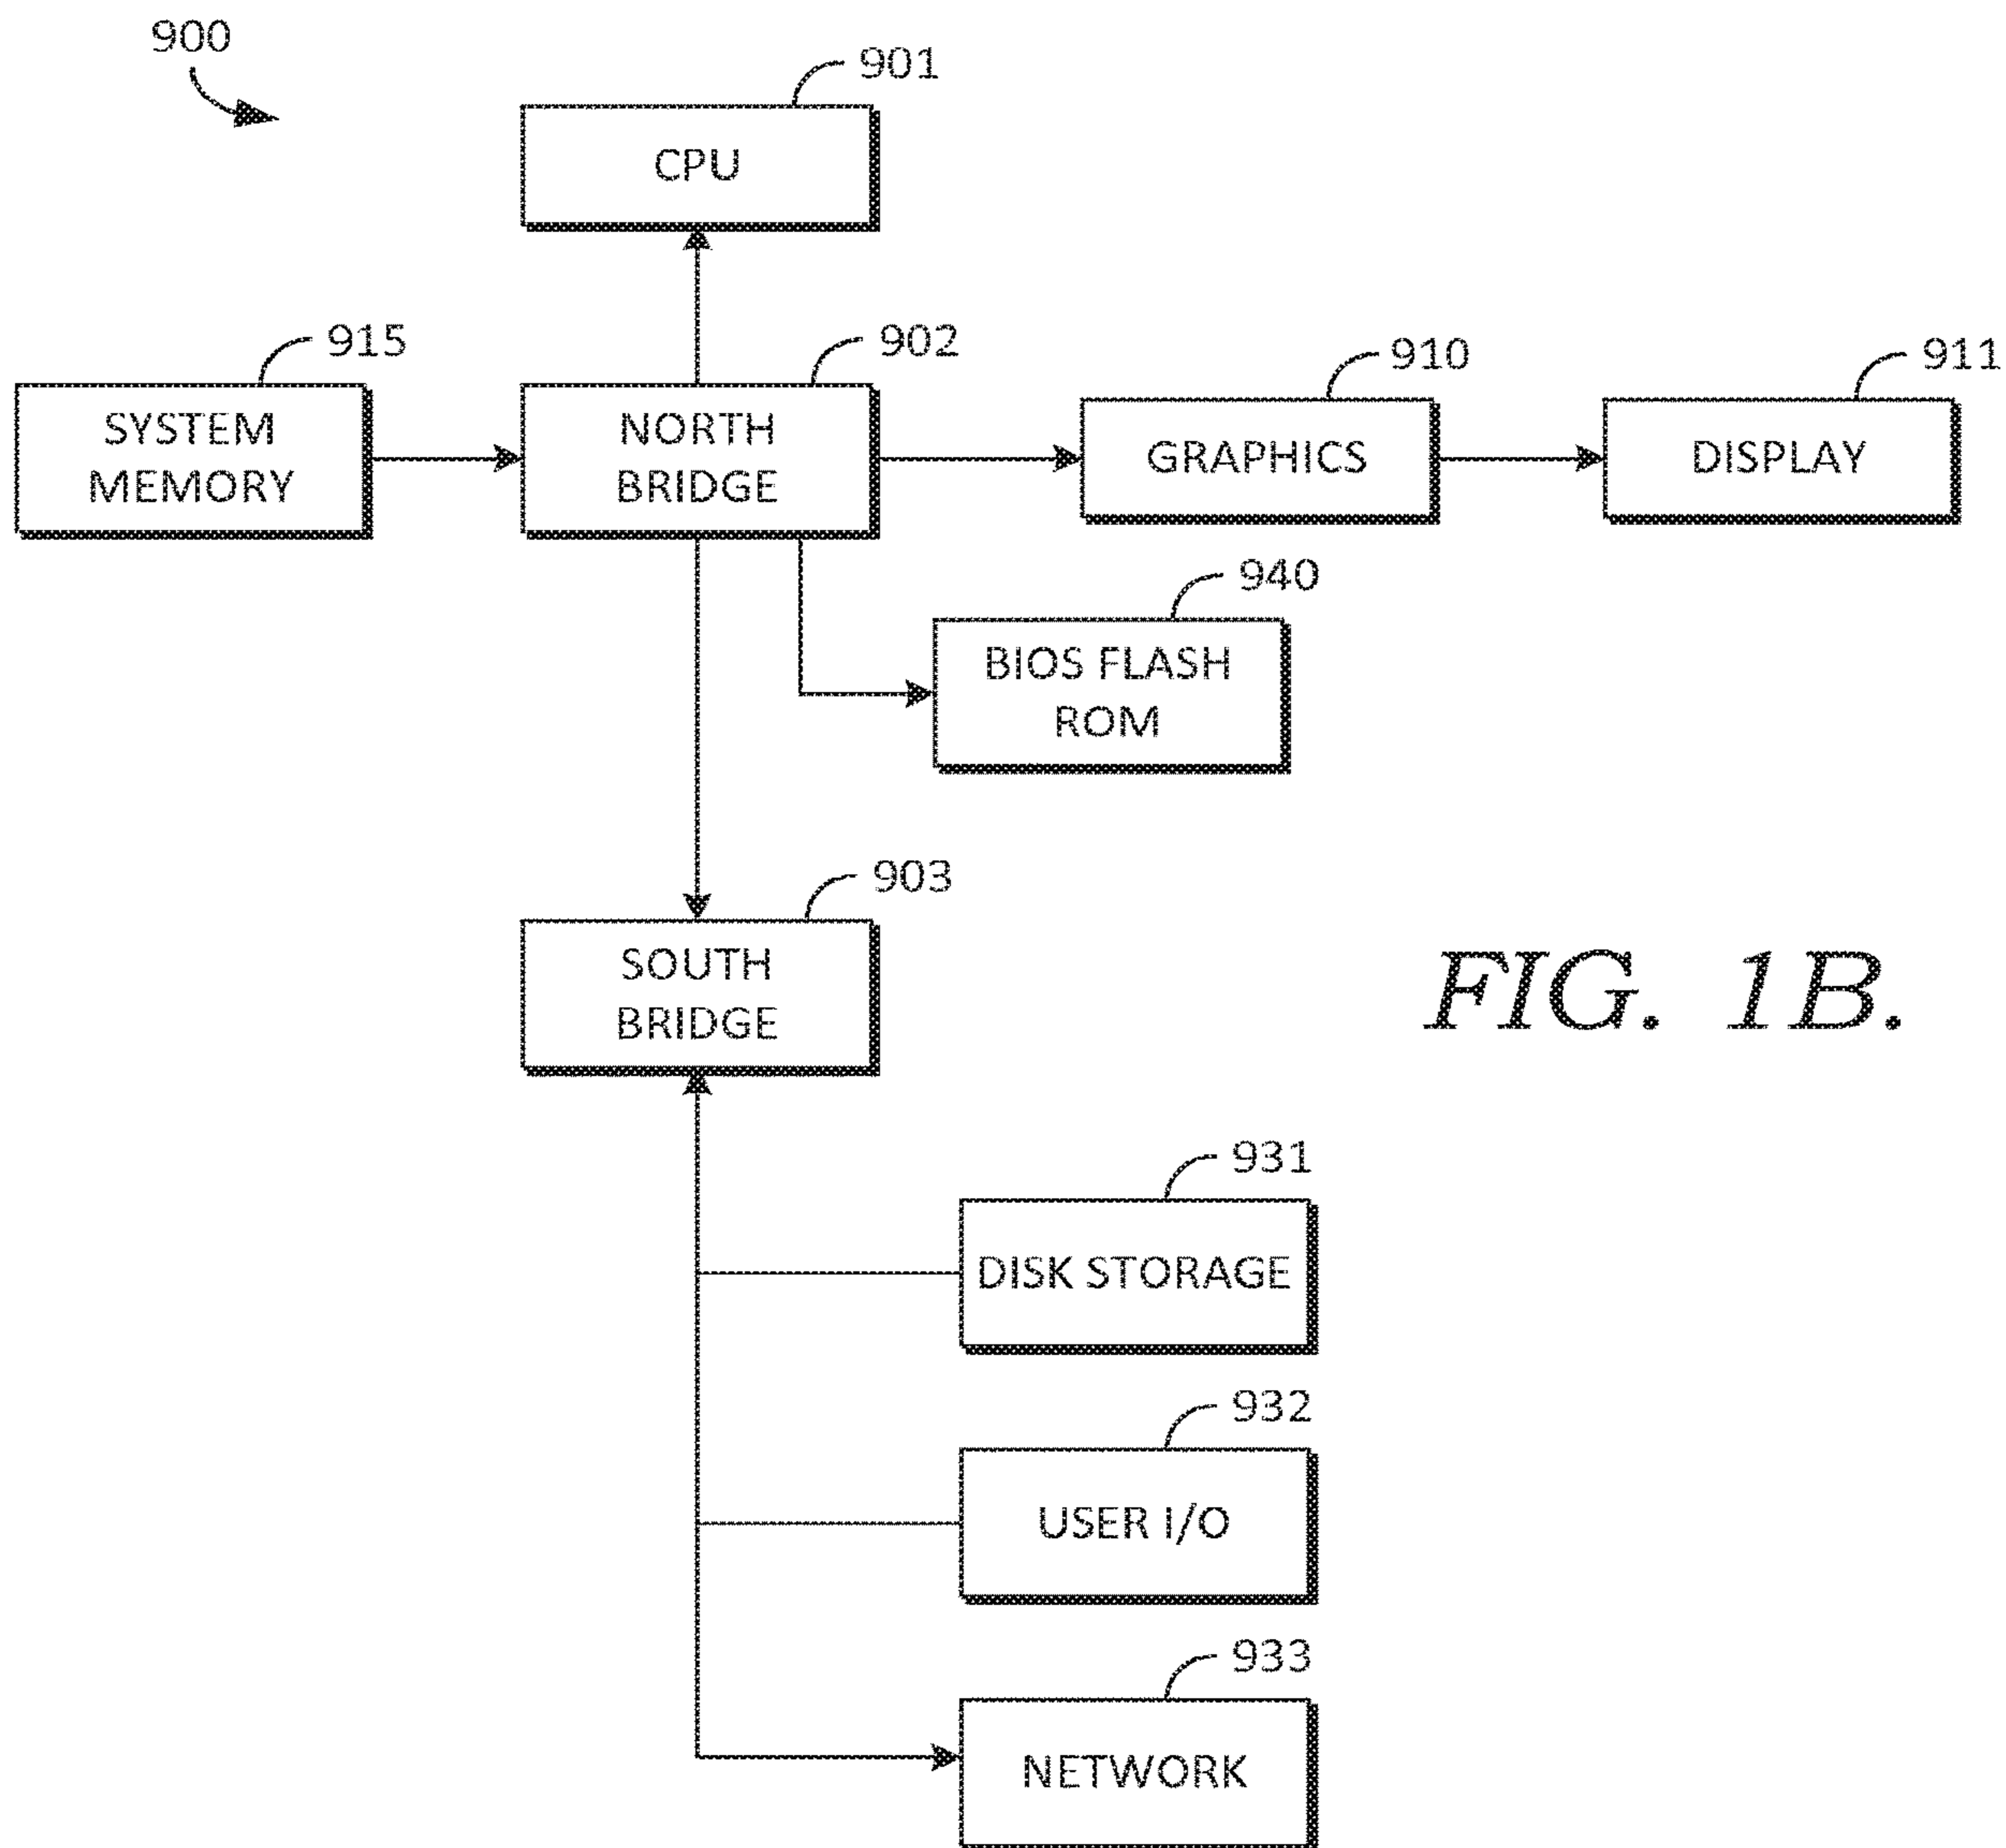 900
901
CPU
915
902
910
911
SYSTEM
MEMORY
NORTH
BRIDGE
GRAPHICS
DISPLAY
940
BIOS FLASH
ROM
903
SOUTH
BRIDGE
FIG. 1B.
931
DISK STORAGE
932
USER I/O
933
NETWORK